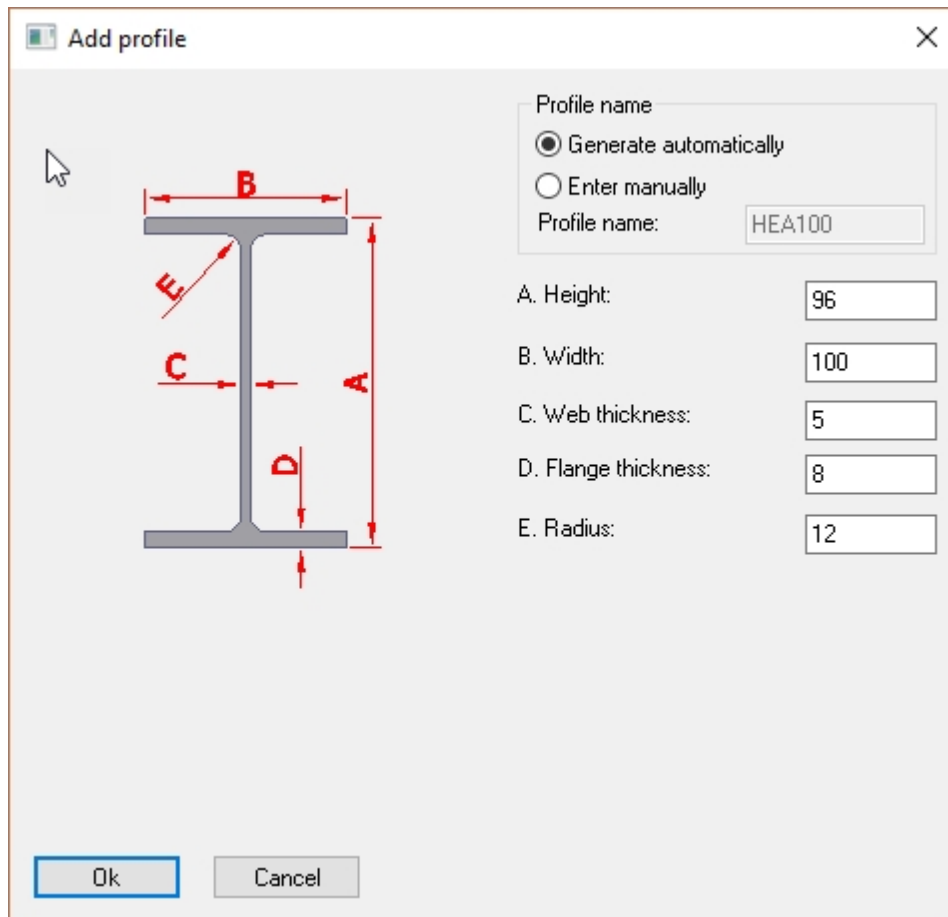 Add profile
Profile name
Generate automatically
Enter manually
Profile name: HEA100
B
E
C
A
D
A. Height: 96
B. Width: 100
C. Web thickness: 5
D. Flange thickness: 8
E. Radius: 12
Ok Cancel